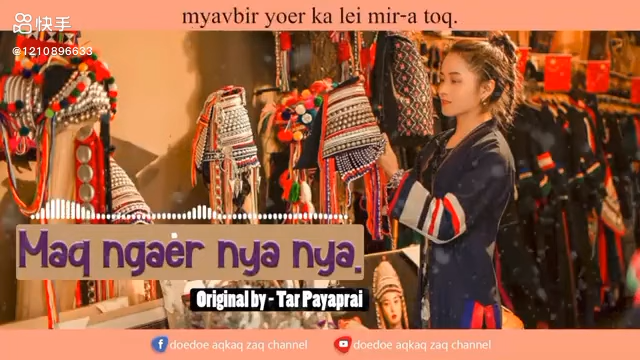 myavbir yoer ka lei mir-a toq.
快手
@1210896633
Maq ngaer nya nya.
Original by - Tar Payaprai
doedoe aqkaq zaq channel
doedoe aqkaq zaq channel